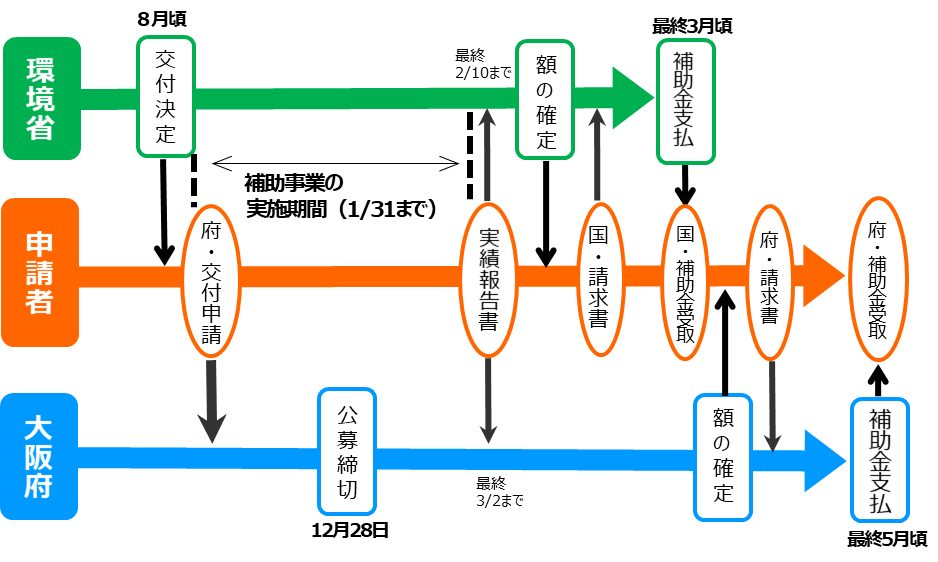 環境省
8月頃
交付決定
最終
2/10まで
額の確定
最終3月頃
補助金支払
補助事業の
実施期間（1/31まで）
申請者
府・交付申請
実績報告書
国・請求書
国・補助金受取
府・請求書
府・補助金受取
大阪府
公募締切
12月28日
最終
3/2まで
額の確定
補助金支払
最終5月頃